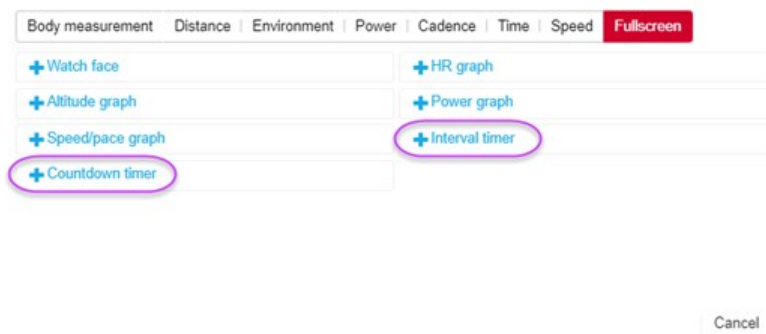 Body measurement Distance Environment Power Cadence Time Speed Fullscreen
Watch face HR graph
Altitude graph Power graph
Speed/pace graph Interval timer
Countdown timer
Cancel